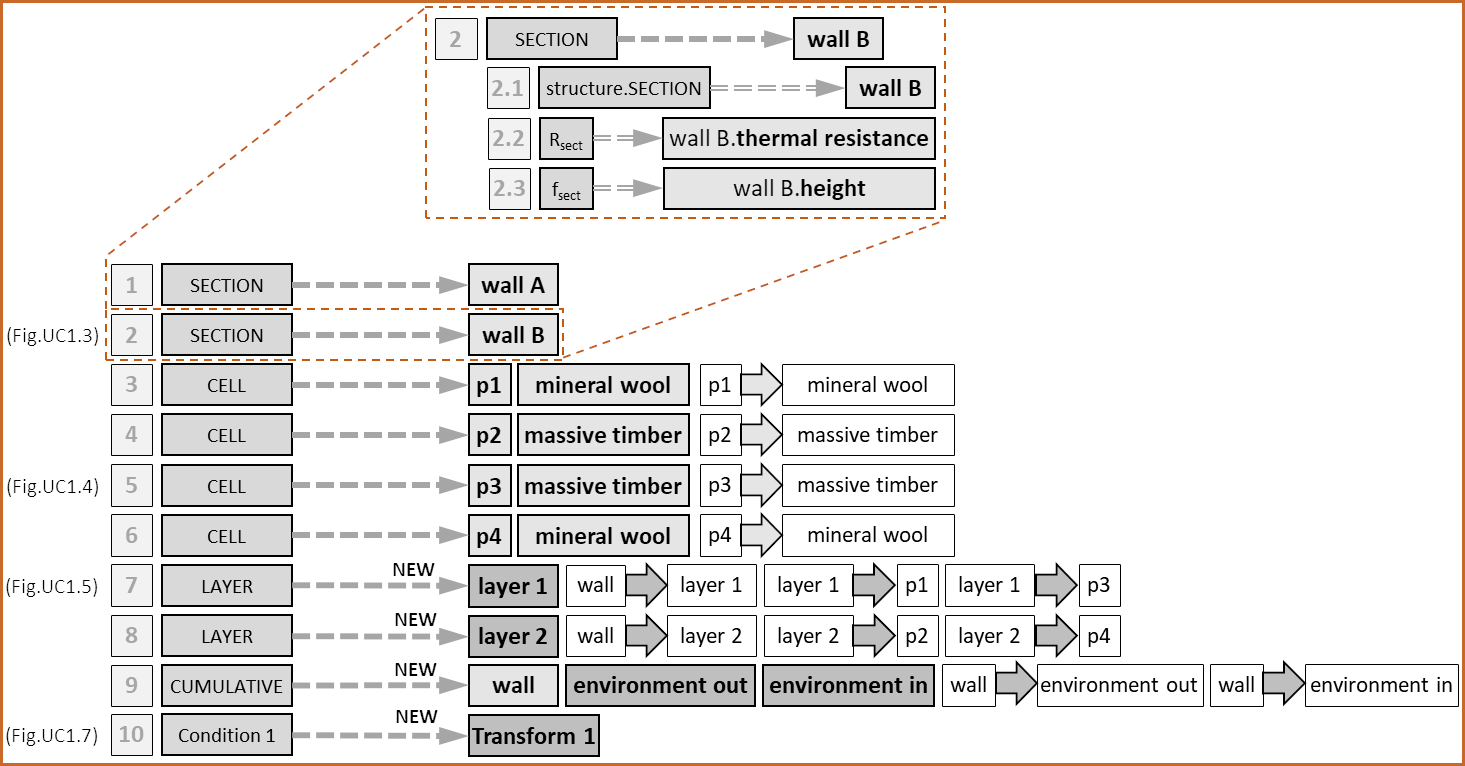 2 SECTION wall B
2.1 structure.SECTION wall B
2.2 Rsect wall B.thermal resistance
2.3 fsect wall B.height
1 SECTION wall A
(Fig.UC1.3) 2 SECTION wall B
3 CELL p1 mineral wool p1 mineral wool
4 CELL p2 massive timber p2 massive timber
(Fig.UC1.4) 5 CELL p3 massive timber p3 massive timber
6 CELL p4 mineral wool p4 mineral wool
(Fig.UC1.5) 7 LAYER NEW layer 1 wall layer 1 layer 1 p1 layer 1 p3
8 LAYER NEW layer 2 wall layer 2 layer 2 p2 layer 2 p4
9 CUMULATIVE NEW wall environment out environment in wall environment out wall environment in
(Fig.UC1.7) 10 Condition 1 NEW Transform 1